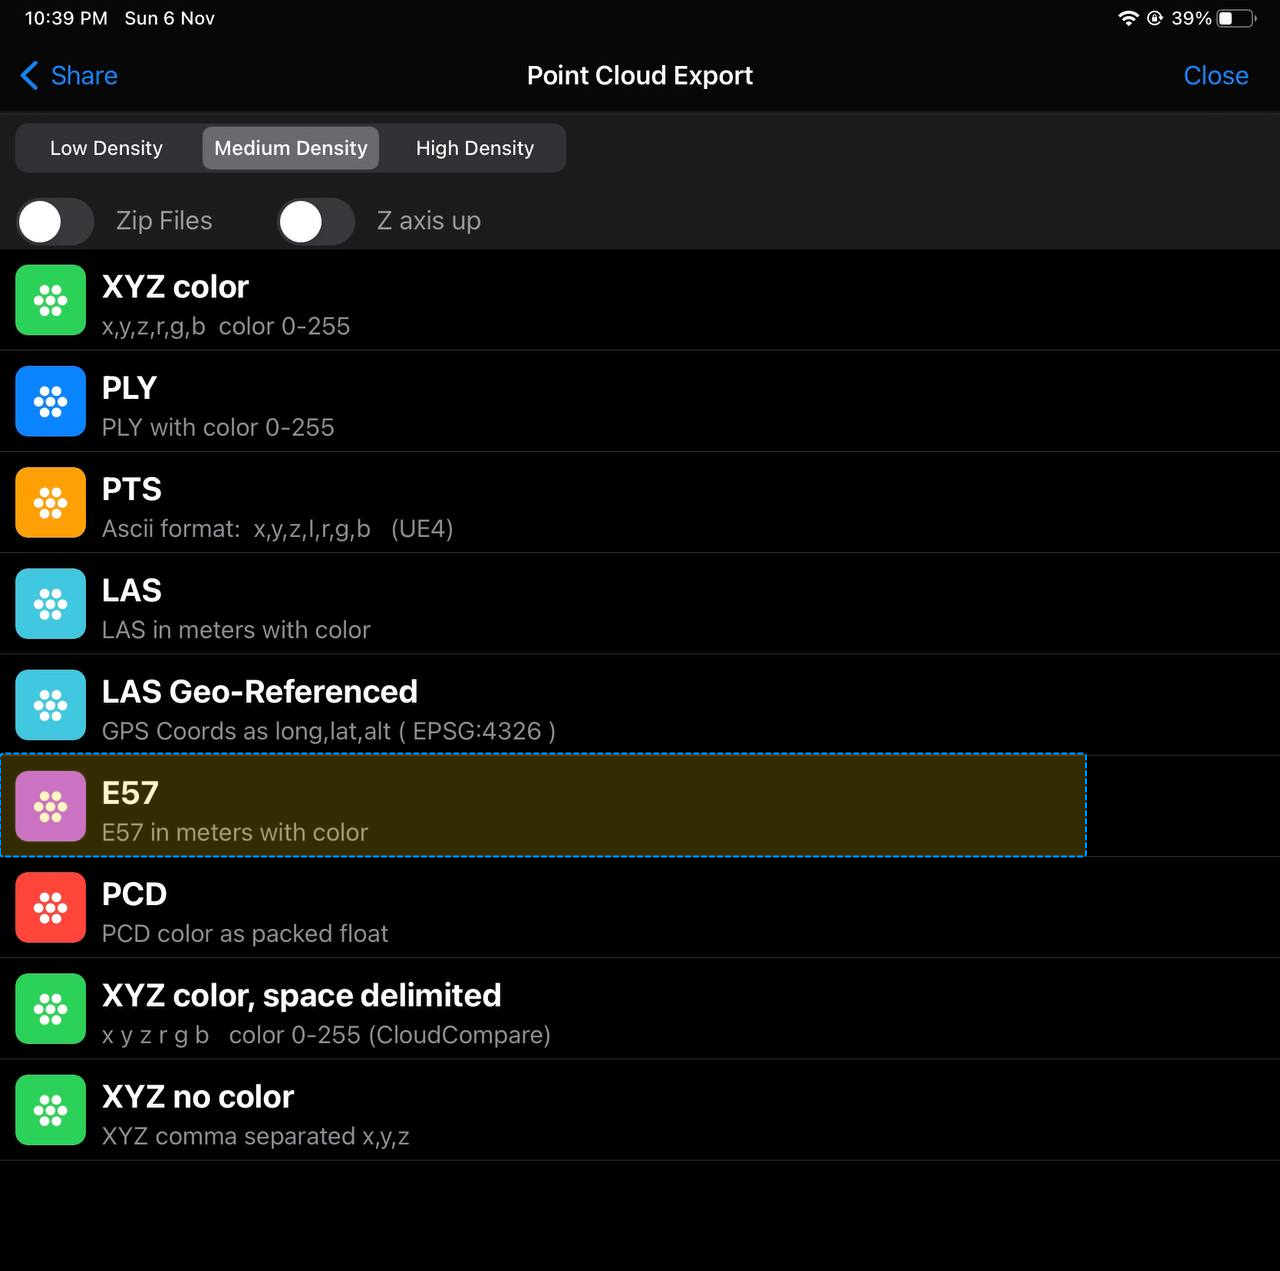 10:39 PM Sun 6 Nov 39%
Share Point Cloud Export Close
Low Density Medium Density High Density
Zip Files Z axis up
XYZ color
x,y,z,r,g,b color 0-255
PLY
PLY with color 0-255
PTS
Ascii format: x,y,z,I,r,g,b (UE4)
LAS
LAS in meters with color
LAS Geo-Referenced
GPS Coords as long,lat,alt ( EPSG:4326 )
E57
E57 in meters with color
PCD
PCD color as packed float
XYZ color, space delimited
x y z r g b color 0-255 (CloudCompare)
XYZ no color
XYZ comma separated x,y,z